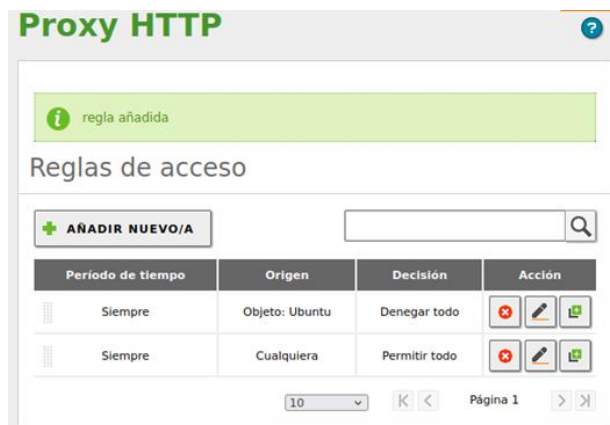 Proxy HTTP
?
i regla añadida
Reglas de acceso
AÑADIR NUEVO/A
Período de tiempo Origen Decisión Acción
Siempre Objeto: Ubuntu Denegar todo
Siempre Cualquiera Permitir todo
10 Página 1